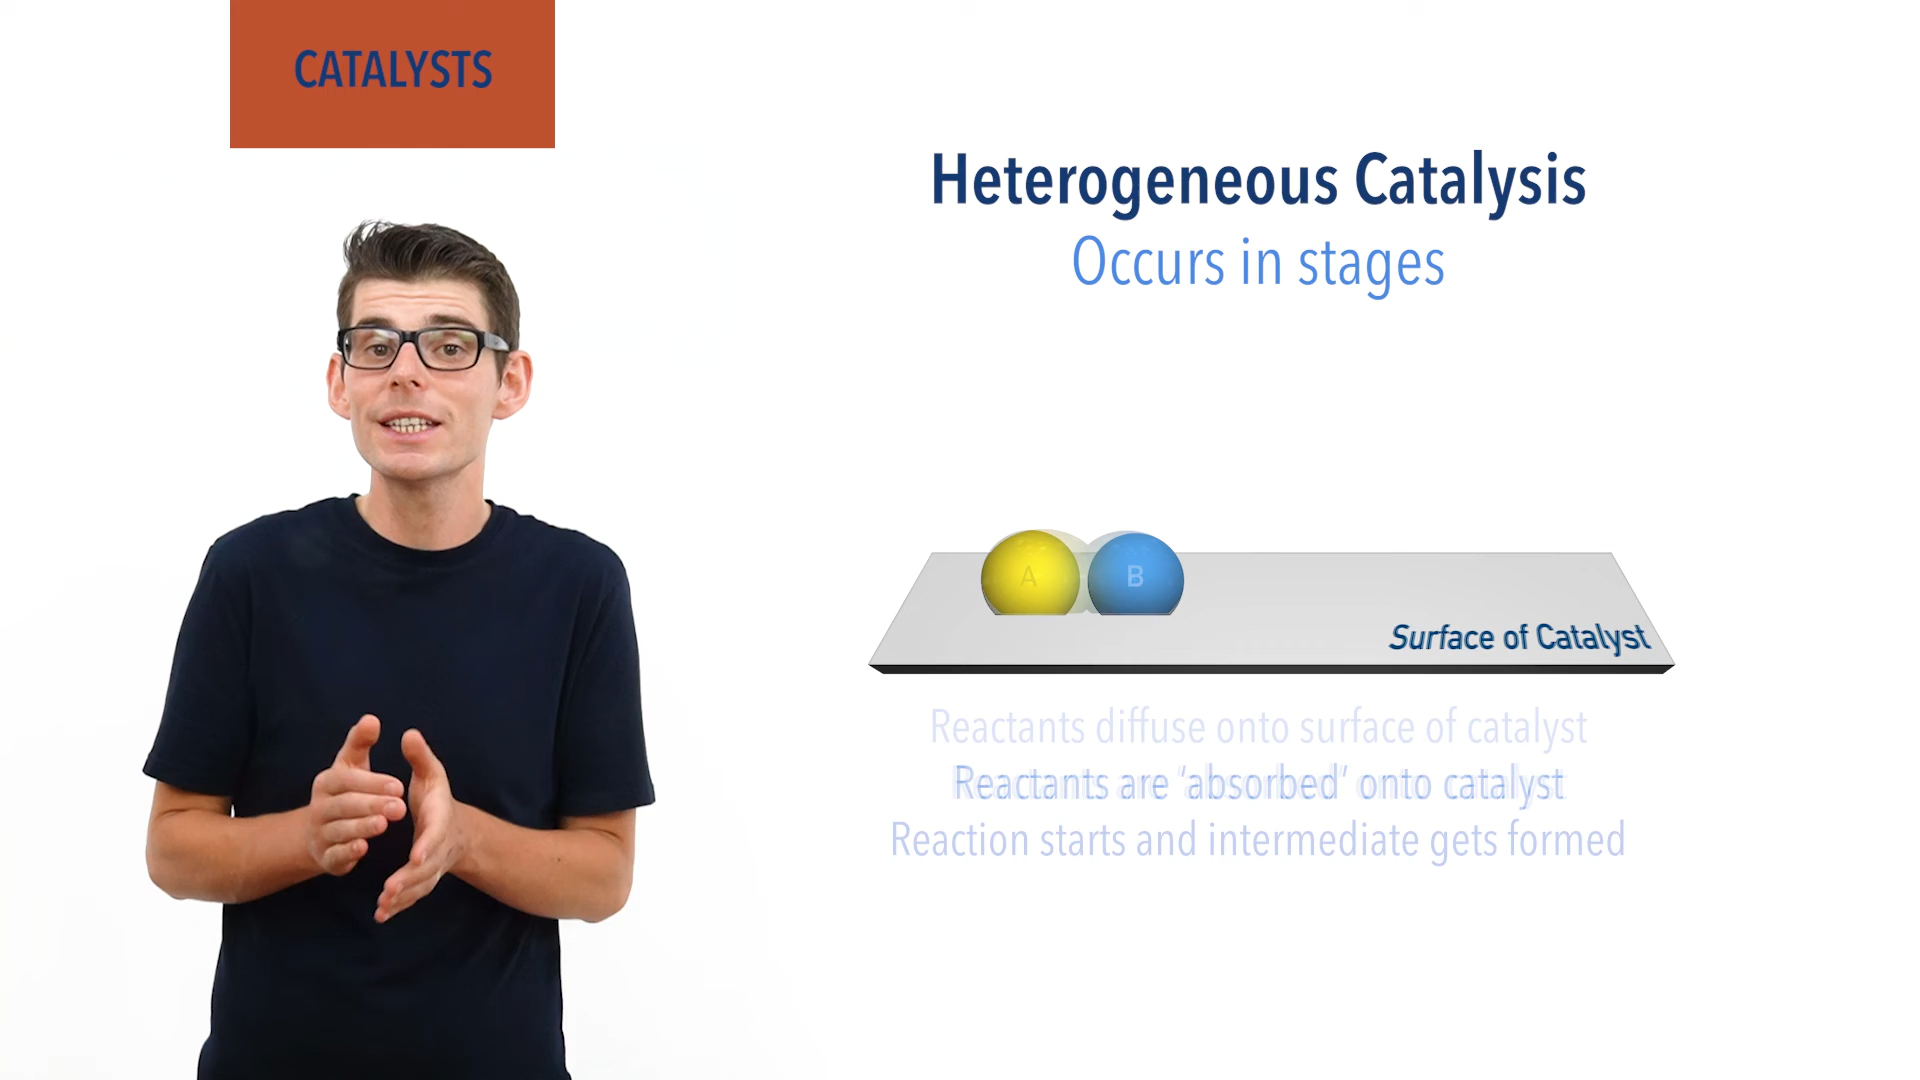 CATALYSTS
Heterogeneous Catalysis
Occurs in stages
A
B
Surface of Catalyst
Reactants diffuse onto surface of catalyst
Reactants are ‘absorbed’ onto catalyst
Reaction starts and intermediate gets formed